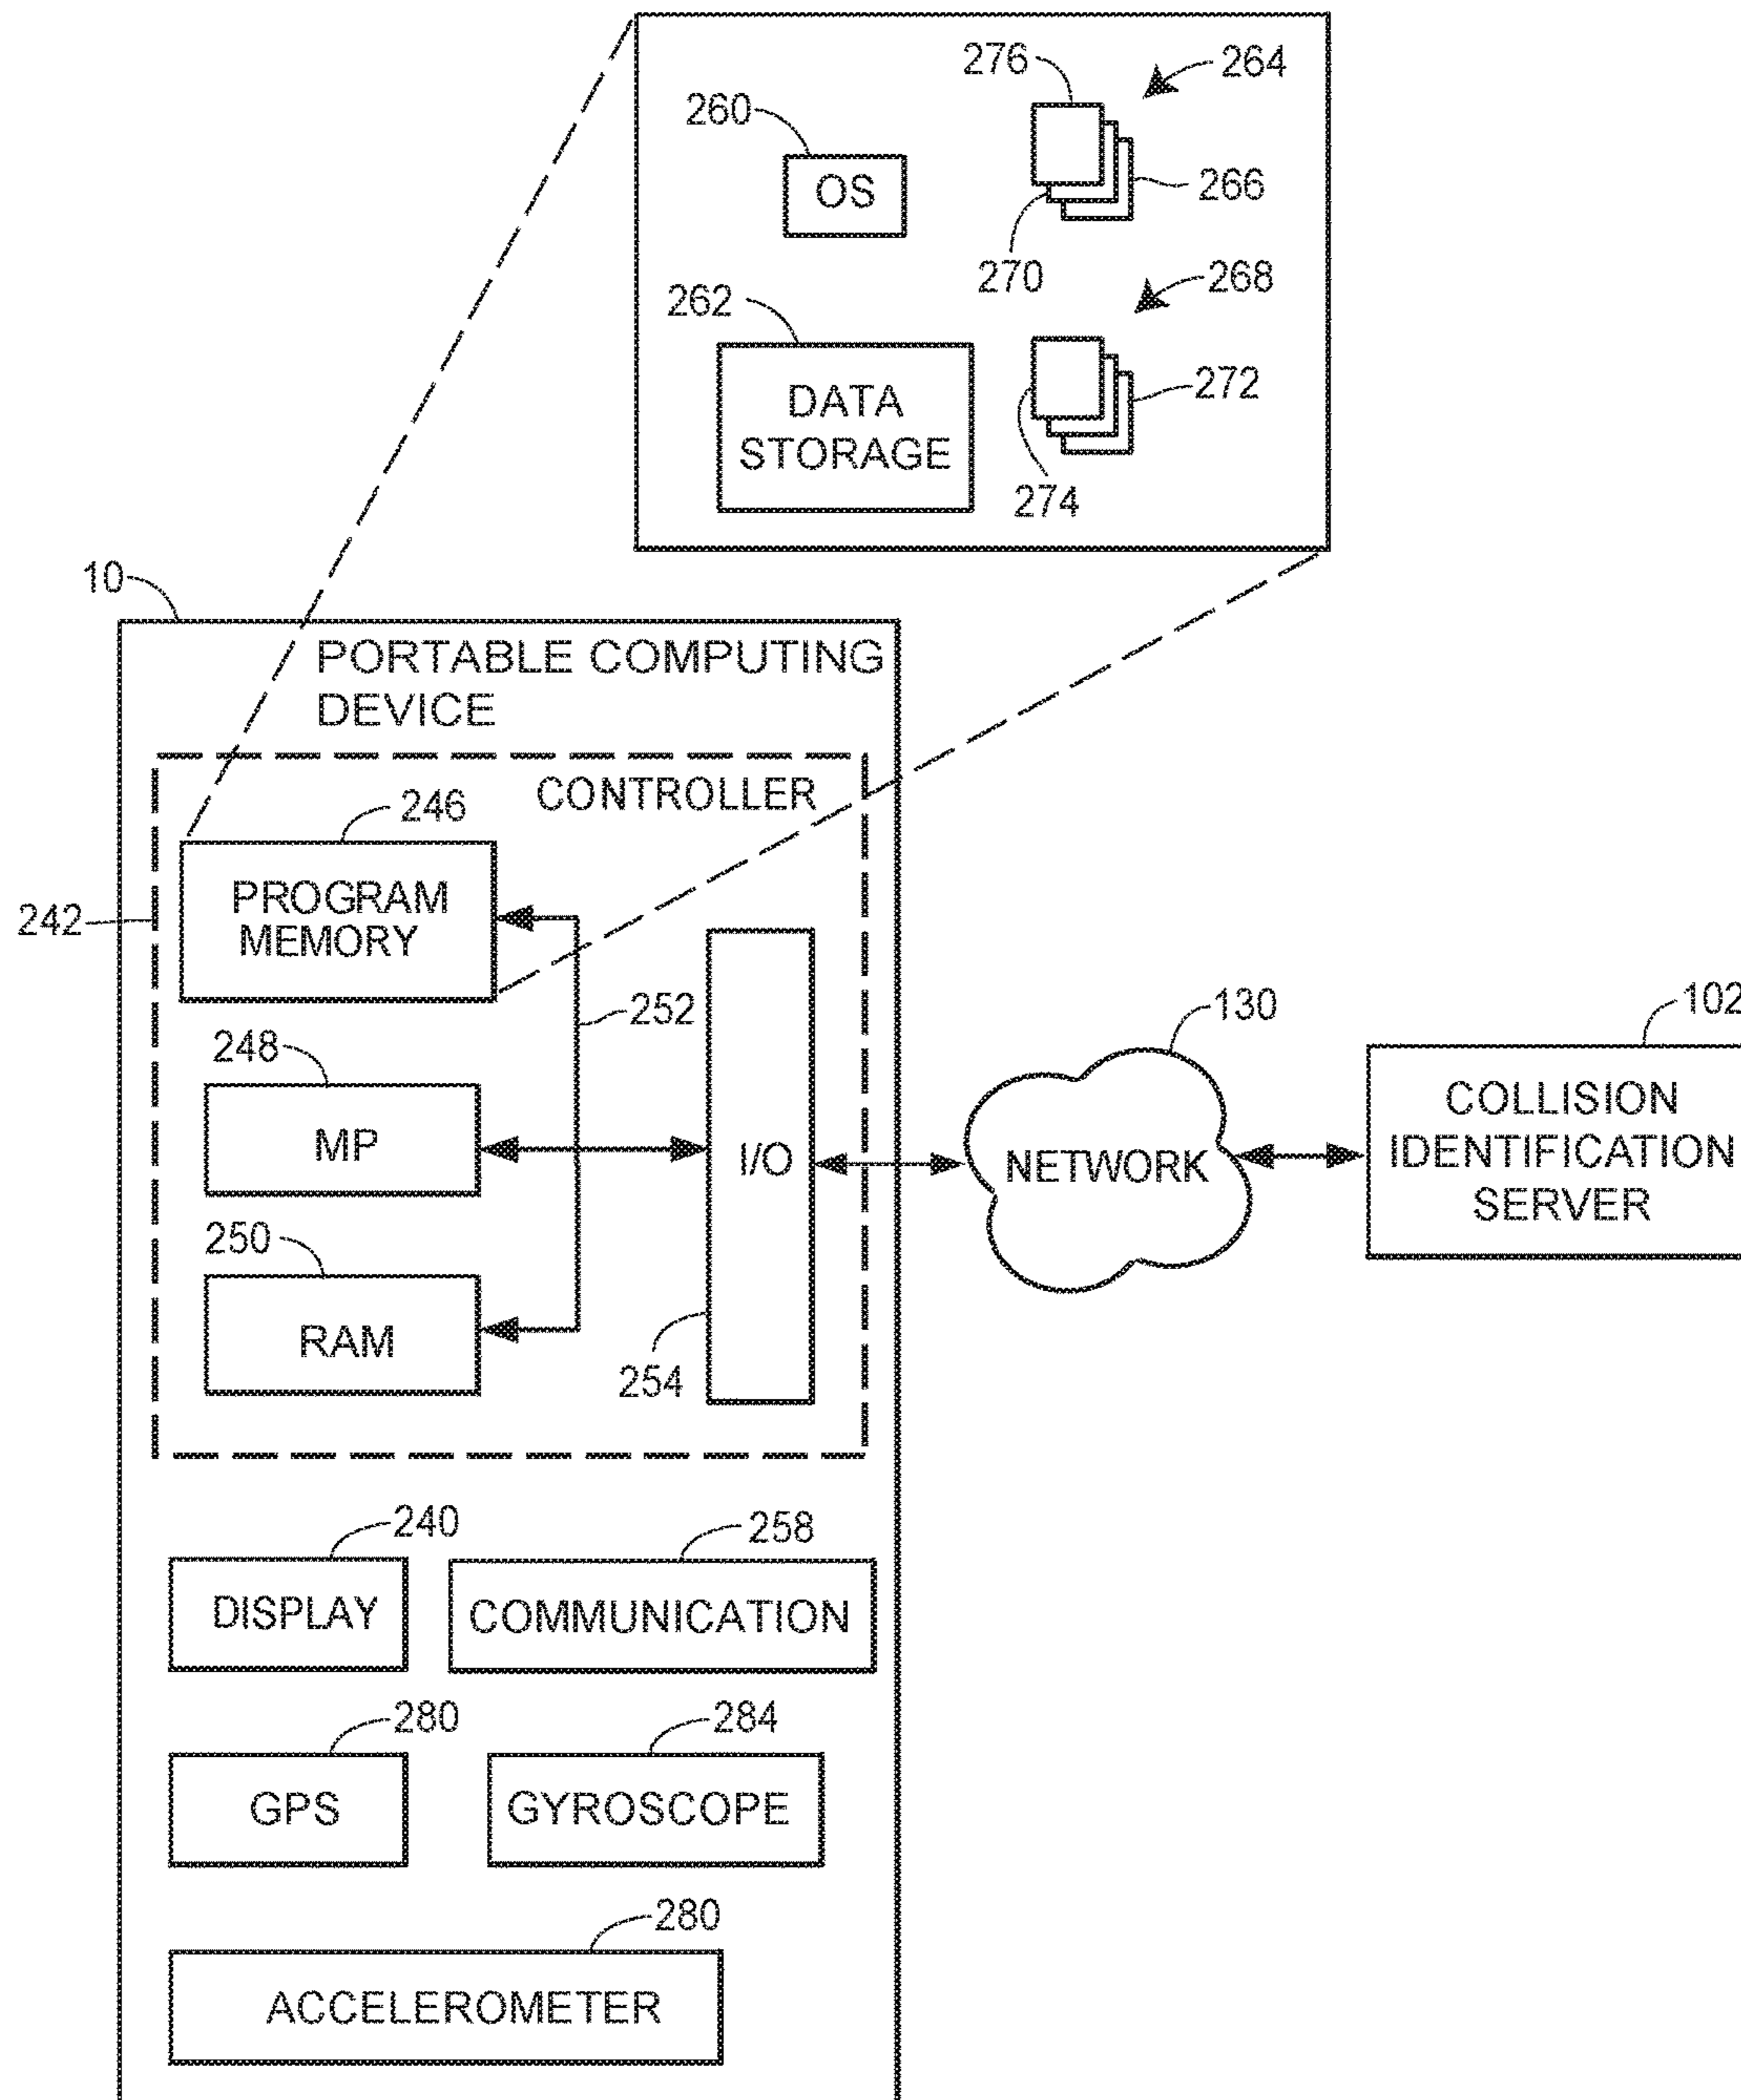 276
264
260
OS
266
270
268
262
DATA
STORAGE
272
274
10
PORTABLE COMPUTING
DEVICE
CONTROLLER
246
PROGRAM
MEMORY
242
252
248
MP
I/O
250
RAM
254
130
NETWORK
102
COLLISION
IDENTIFICATION
SERVER
240
DISPLAY
258
COMMUNICATION
280
GPS
284
GYROSCOPE
280
ACCELEROMETER